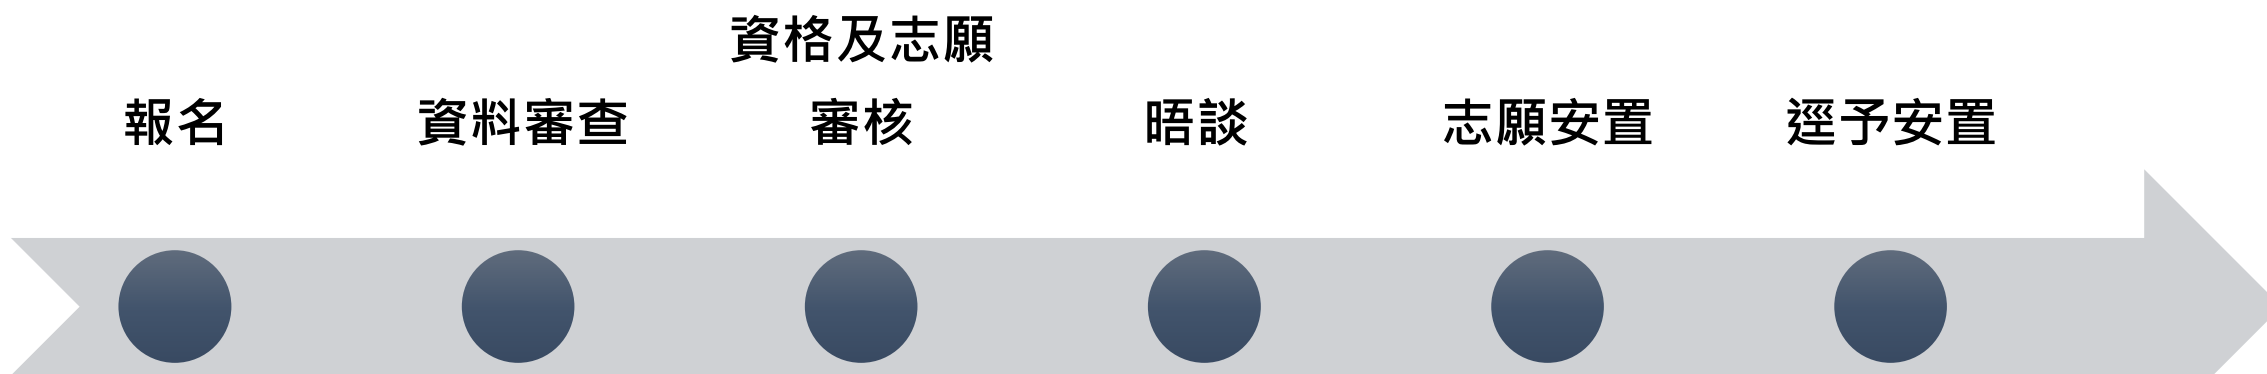 報名
資料審查
資格及志願
審核
晤談
志願安置
逕予安置